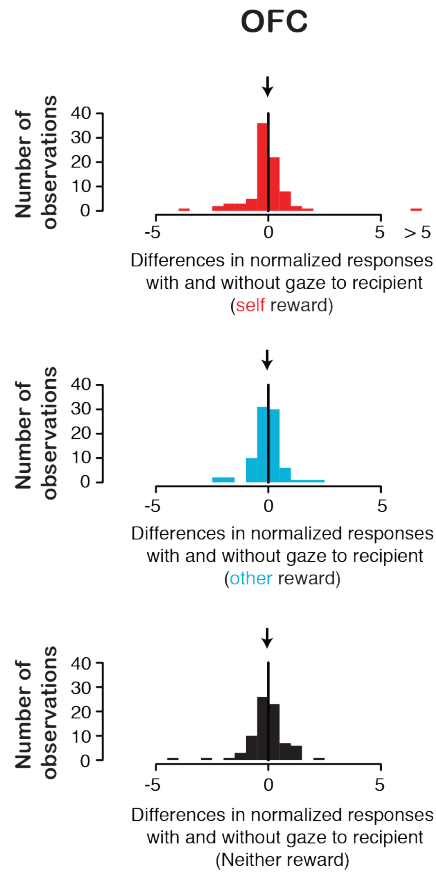 OFC
Number of
observations
40
30
20
10
0
-5
0
5
> 5
Differences in normalized responses
with and without gaze to recipient
(self reward)
Number of
observations
40
30
20
10
0
-5
0
5
Differences in normalized responses
with and without gaze to recipient
(other reward)
Number of
observations
40
30
20
10
0
-5
0
5
Differences in normalized responses
with and without gaze to recipient
(Neither reward)